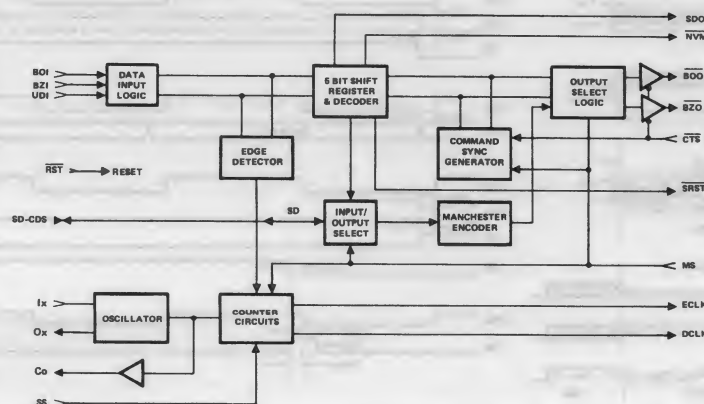 SDO
NVM
BOI
BZI
UDI
DATA
INPUT
LOGIC
5 BIT SHIFT
REGISTER
& DECODER
OUTPUT
SELECT
LOGIC
BOO
BZO
EDGE
DETECTOR
COMMAND
SYNC
GENERATOR
CTS
RST
RESET
SRST
SD-CDS
SD
INPUT/
OUTPUT
SELECT
MANCHESTER
ENCODER
MS
Ix
Ox
OSCILLATOR
COUNTER
CIRCUITS
ECLK
DCLK
Co
SS